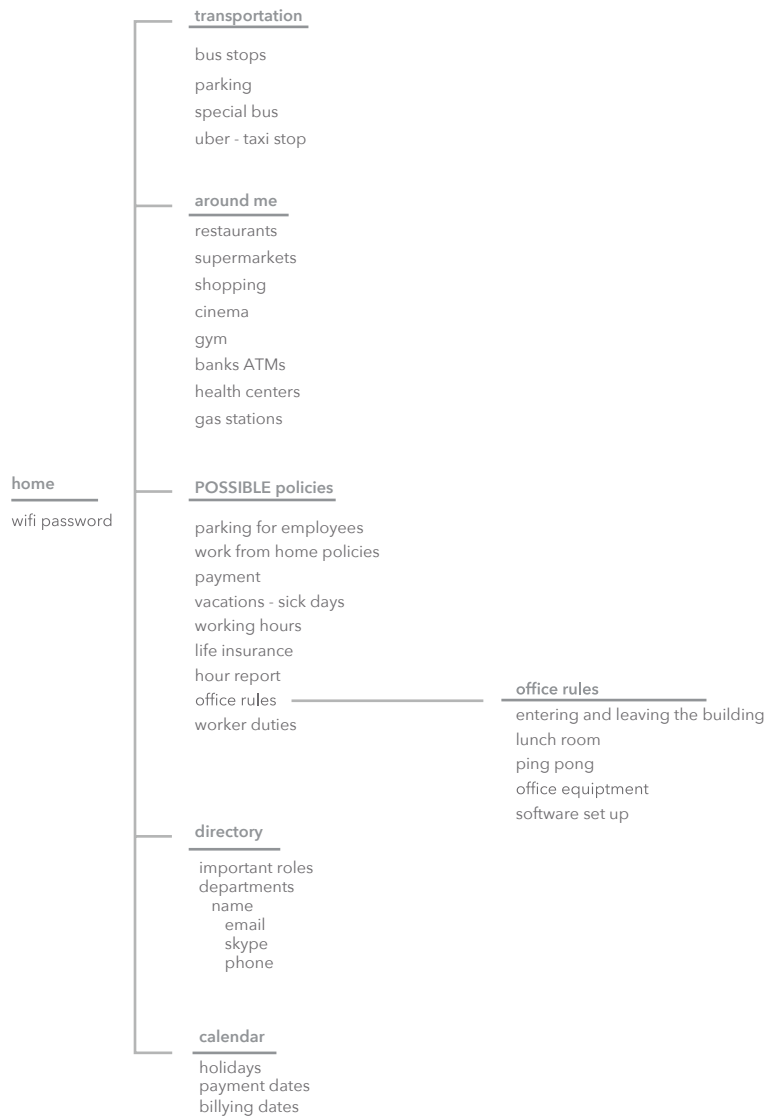 home
wifi password
transportation
bus stops
parking
special bus
uber - taxi stop
around me
restaurants
supermarkets
shopping
cinema
gym
banks ATMs
health centers
gas stations
POSSIBLE policies
parking for employees
work from home policies
payment
vacations - sick days
working hours
life insurance
hour report
office rules
worker duties
office rules
entering and leaving the building
lunch room
ping pong
office equiptment
software set up
directory
important roles
departments
name
email
skype
phone
calendar
holidays
payment dates
billying dates